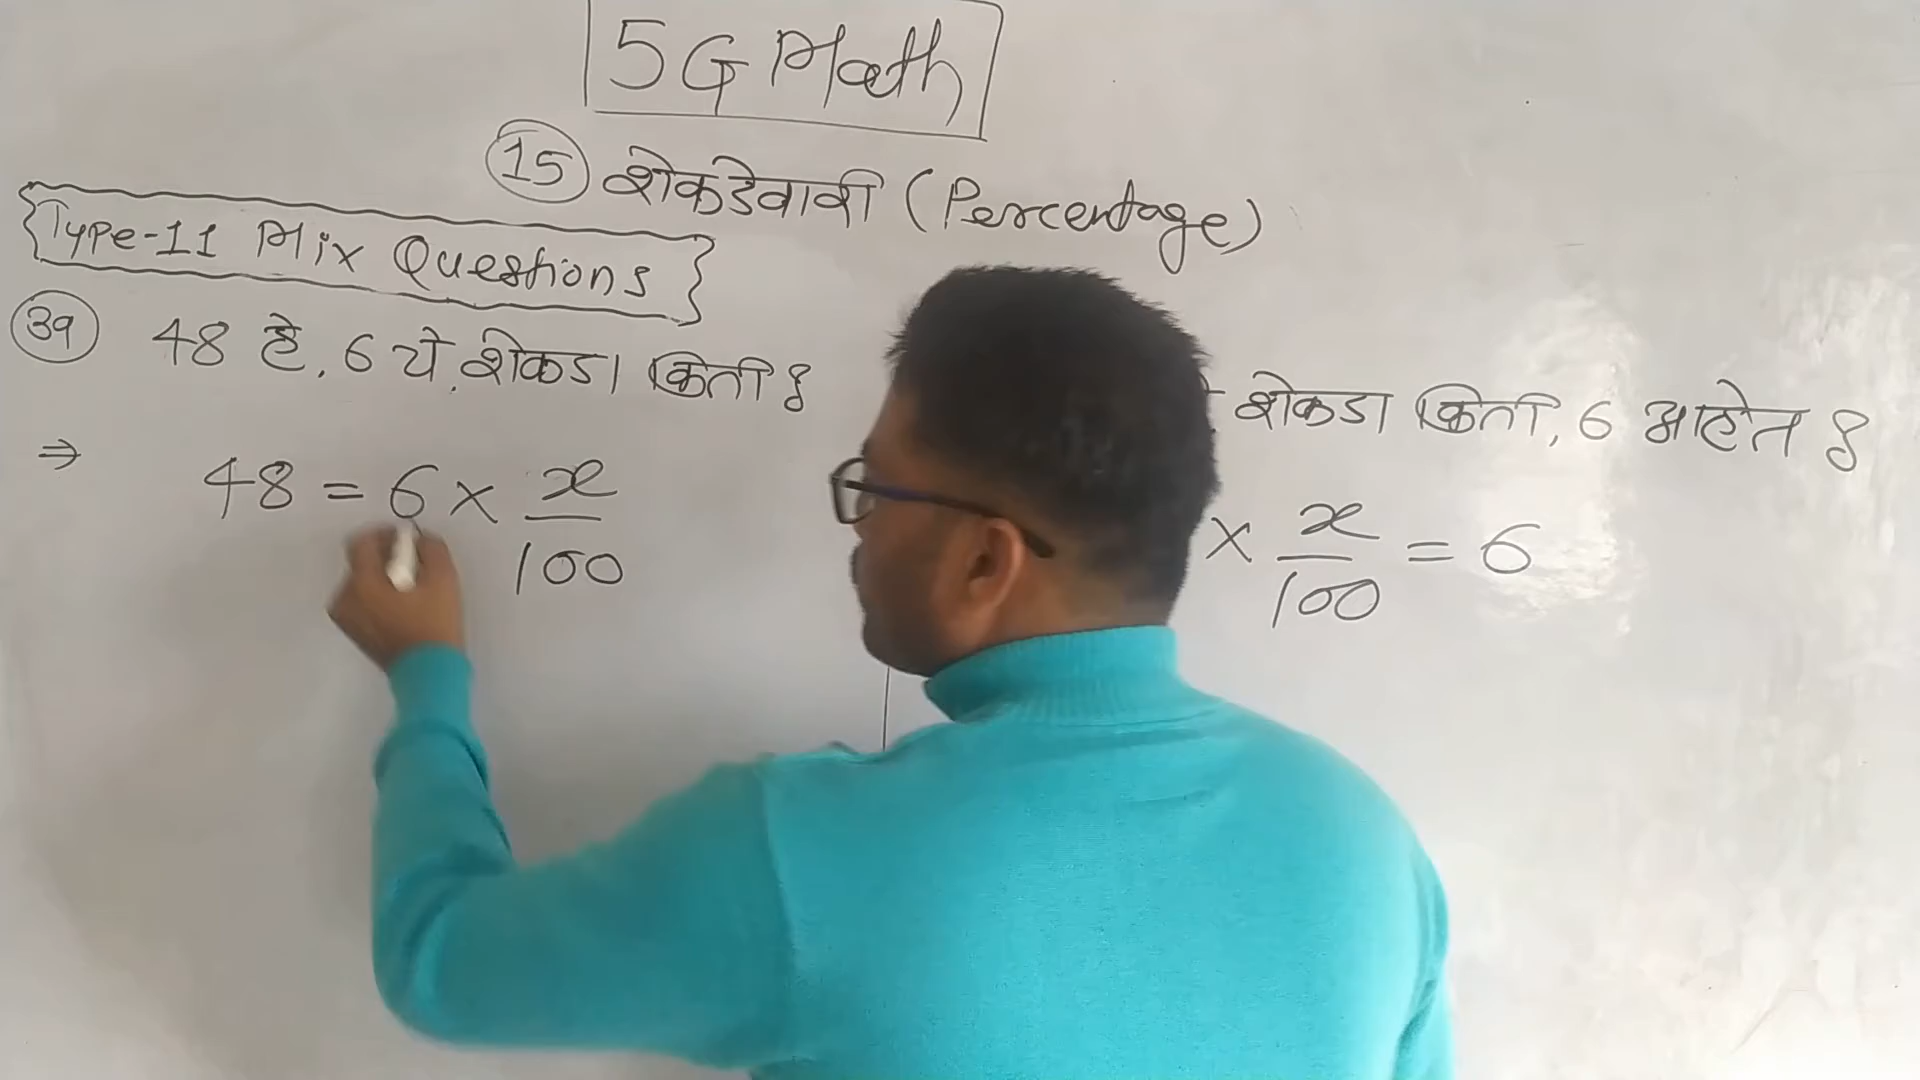 5G Math
15 शेकडेवारी (Percentage)
Type-11 Mix Questions
39 48 हे, 6 चे, शेकडा किती ?
⇒ 48 = 6 × x/100
शेकडा किती, 6 आहेत ?
× x/100 = 6